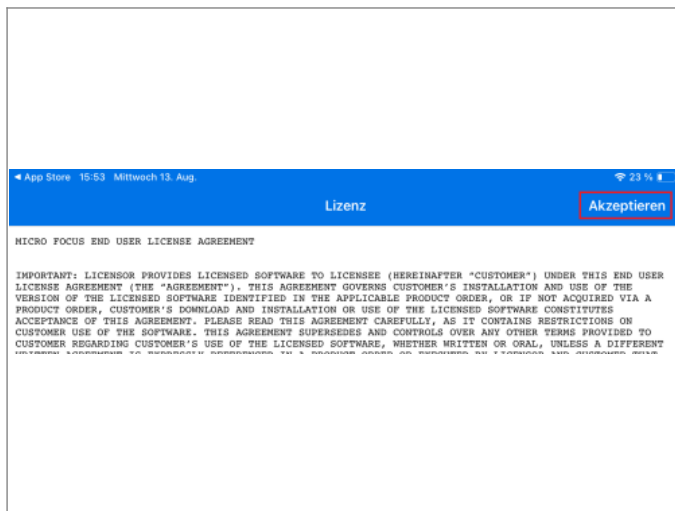 App Store 15:53 Mittwoch 13. Aug. 23 %
Lizenz Akzeptieren
MICRO FOCUS END USER LICENSE AGREEMENT
IMPORTANT: LICENSOR PROVIDES LICENSED SOFTWARE TO LICENSEE (HEREINAFTER "CUSTOMER") UNDER THIS END USER
LICENSE AGREEMENT (THE "AGREEMENT"). THIS AGREEMENT GOVERNS CUSTOMER'S INSTALLATION AND USE OF THE
VERSION OF THE LICENSED SOFTWARE IDENTIFIED IN THE APPLICABLE PRODUCT ORDER, OR IF NOT ACQUIRED VIA A
PRODUCT ORDER, CUSTOMER'S DOWNLOAD AND INSTALLATION OR USE OF THE LICENSED SOFTWARE CONSTITUTES
ACCEPTANCE OF THIS AGREEMENT. PLEASE READ THIS AGREEMENT CAREFULLY, AS IT CONTAINS RESTRICTIONS ON
CUSTOMER USE OF THE SOFTWARE. THIS AGREEMENT SUPERSEDES AND CONTROLS OVER ANY OTHER TERMS PROVIDED TO
CUSTOMER REGARDING CUSTOMER'S USE OF THE LICENSED SOFTWARE, WHETHER WRITTEN OR ORAL, UNLESS A DIFFERENT